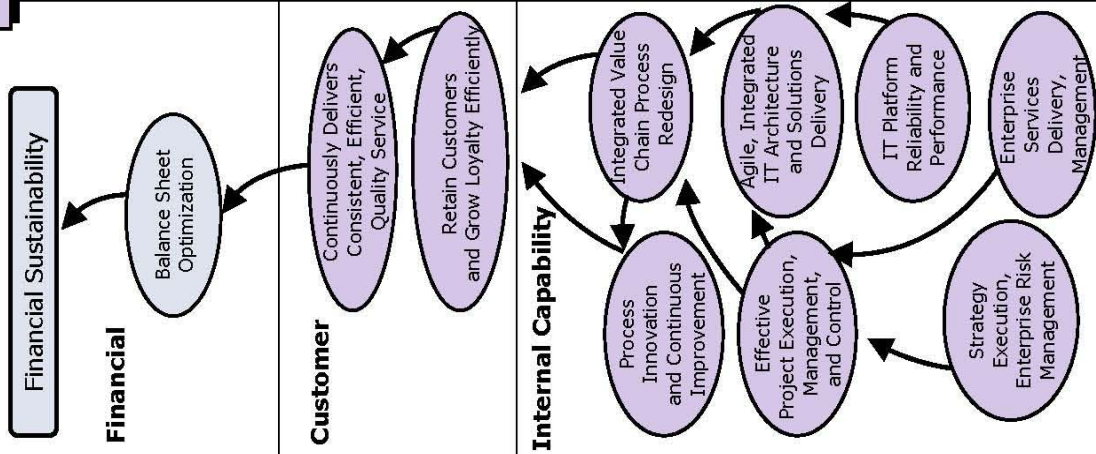 Financial Sustainability
Financial
Balance Sheet
Optimization
Customer
Continuously Delivers
Consistent, Efficient,
Quality Service
Retain Customers
and Grow Loyalty Efficiently
Internal Capability
Process
Innovation
and Continuous
Improvement
Integrated Value
Chain Process
Redesign
Effective
Project Execution,
Management,
and Control
Agile, Integrated
IT Architecture
and Solutions
Delivery
IT Platform
Reliability and
Performance
Strategy
Execution,
Enterprise Risk
Management
Enterprise
Services
Delivery,
Management